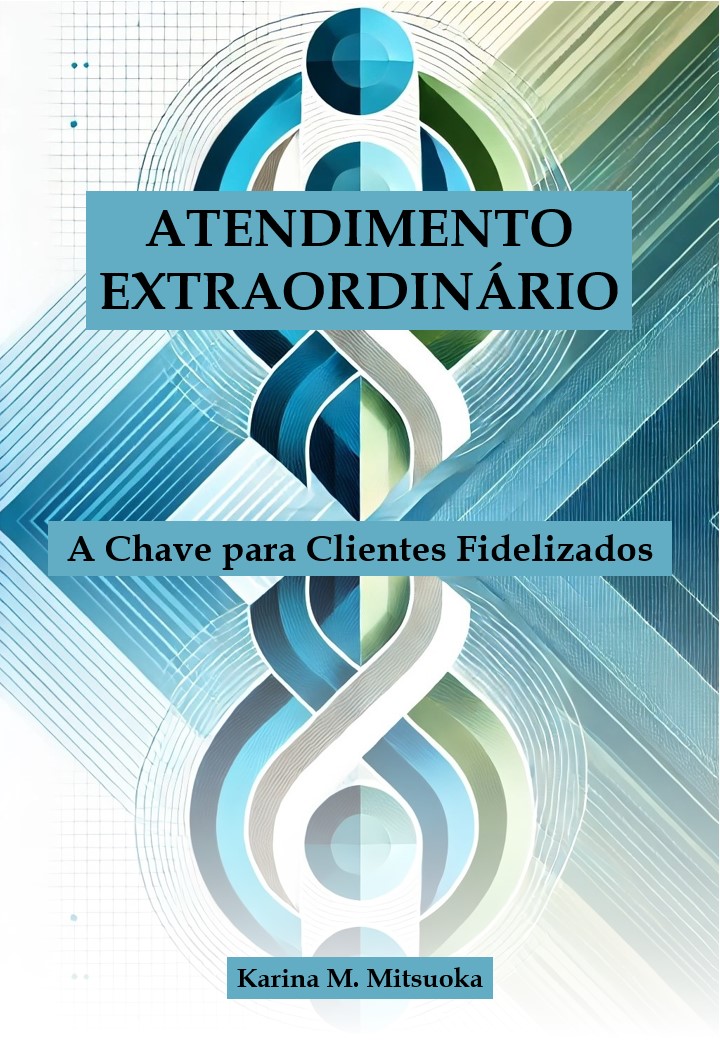 ATENDIMENTO
EXTRAORDINÁRIO
A Chave para Clientes Fidelizados
Karina M. Mitsuoka